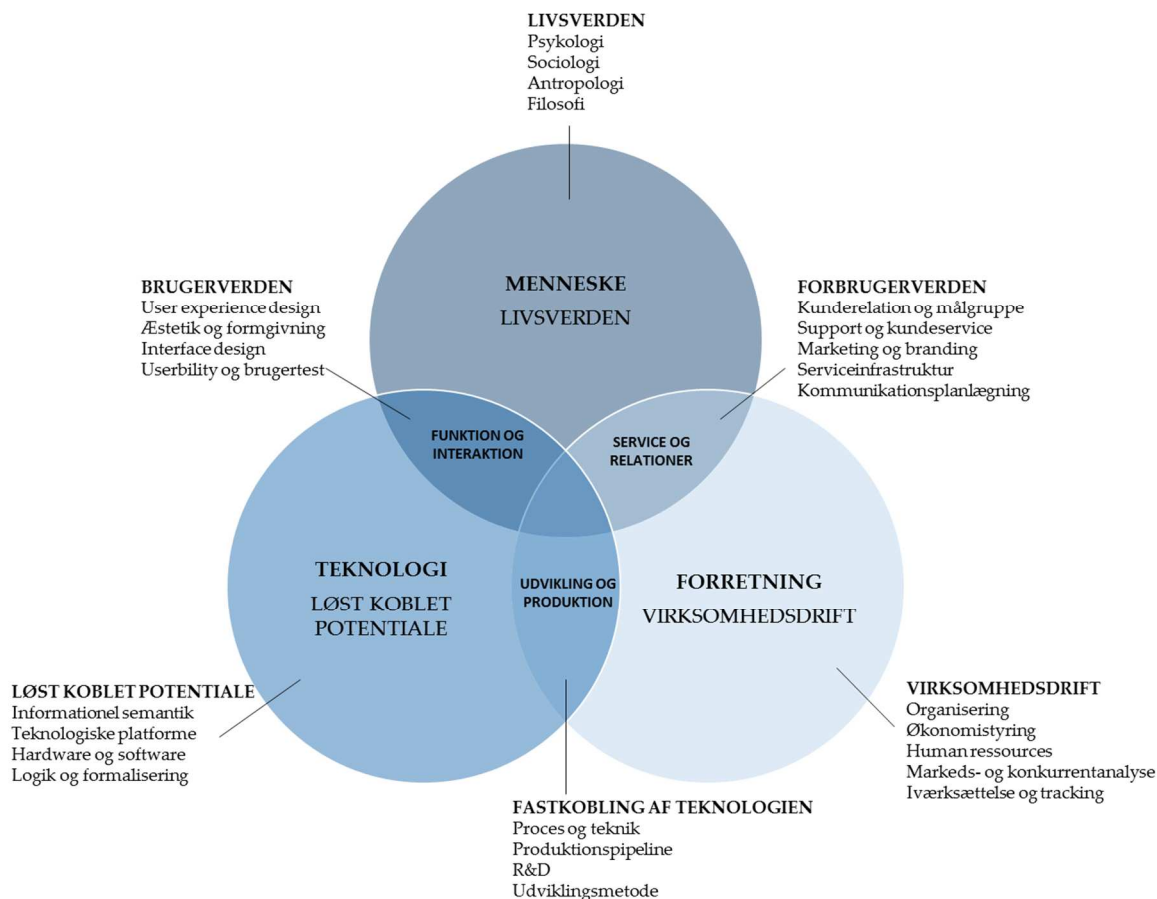 LIVSVERDEN
Psykologi
Sociologi
Antropologi
Filosofi
MENNESKE
LIVSVERDEN
BRUGERVERDEN
User experience design
Æstetik og formgivning
Interface design
Userbility og brugertest
FORBRUGERVERDEN
Kunderelation og målgruppe
Support og kundeservice
Marketing og branding
Serviceinfrastruktur
Kommunikationsplanlægning
FUNKTION OG
INTERAKTION
SERVICE OG
RELATIONER
TEKNOLOGI
LØST KOBLET
POTENTIALE
UDVIKLING OG
PRODUKTION
FORRETNING
VIRKSOMHEDSDRIFT
LØST KOBLET POTENTIALE
Informationel semantik
Teknologiske platforme
Hardware og software
Logik og formalisering
VIRKSOMHEDSDRIFT
Organisering
Økonomistyring
Human ressources
Markeds- og konkurrentanalyse
Iværksættelse og tracking
FASTKOBLING AF TEKNOLOGIEN
Proces og teknik
Produktionspipeline
R&D
Udviklingsmetode